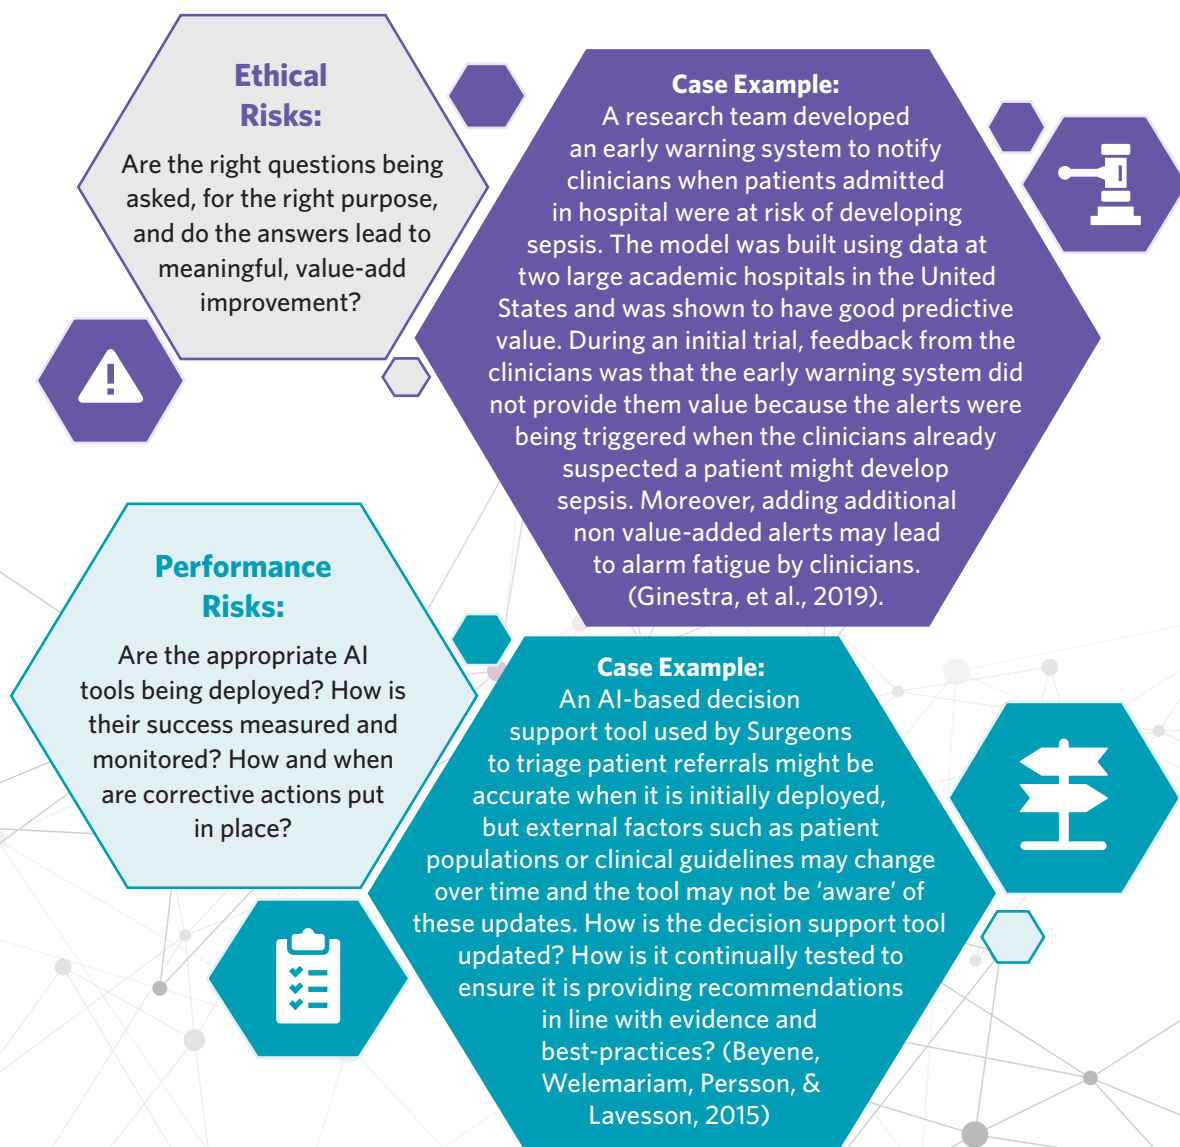 Ethical
Risks:
Are the right questions being
asked, for the right purpose,
and do the answers lead to
meaningful, value-add
improvement?
Case Example:
A research team developed
an early warning system to notify
clinicians when patients admitted
in hospital were at risk of developing
sepsis. The model was built using data at
two large academic hospitals in the United
States and was shown to have good predictive
value. During an initial trial, feedback from the
clinicians was that the early warning system did
not provide them value because the alerts were
being triggered when the clinicians already
suspected a patient might develop
sepsis. Moreover, adding additional
non value-added alerts may lead
to alarm fatigue by clinicians.
(Ginestra, et al., 2019).
Performance
Risks:
Are the appropriate AI
tools being deployed? How is
their success measured and
monitored? How and when
are corrective actions put
in place?
Case Example:
An AI-based decision
support tool used by Surgeons
to triage patient referrals might be
accurate when it is initially deployed,
but external factors such as patient
populations or clinical guidelines may change
over time and the tool may not be ‘aware’ of
these updates. How is the decision support tool
updated? How is it continually tested to
ensure it is providing recommendations
in line with evidence and
best-practices? (Beyene,
Welemariam, Persson, &
Lavesson, 2015)